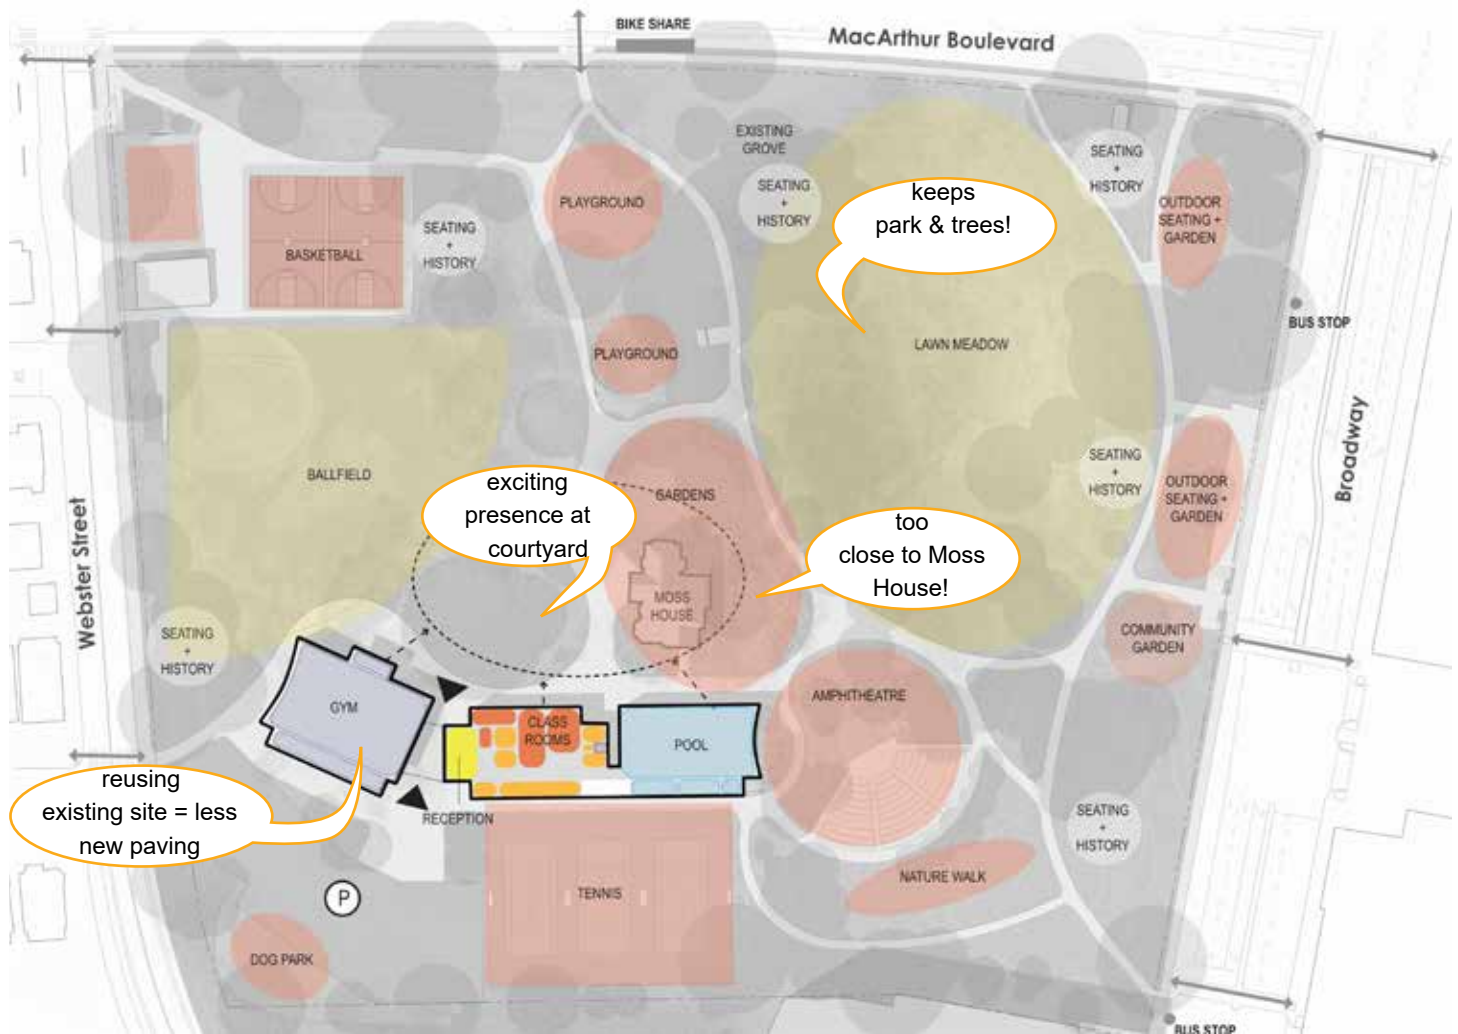 BIKE SHARE
MacArthur Boulevard
EXISTING
GROVE
SEATING
+
HISTORY
SEATING
+
HISTORY
PLAYGROUND
OUTDOOR
SEATING +
GARDEN
keeps
park & trees!
SEATING
+
HISTORY
BASKETBALL
BUS STOP
LAWN MEADOW
PLAYGROUND
Broadway
BALLFIELD
GARDENS
exciting
presence at
courtyard
SEATING
+
HISTORY
OUTDOOR
SEATING +
GARDEN
too
close to Moss
House!
Webster Street
MOSS
HOUSE
SEATING
+
HISTORY
COMMUNITY
GARDEN
AMPHITHEATRE
GYM
CLASS
ROOMS
POOL
reusing
existing site = less
new paving
RECEPTION
SEATING
+
HISTORY
NATURE WALK
TENNIS
P
DOG PARK
BUS STOP